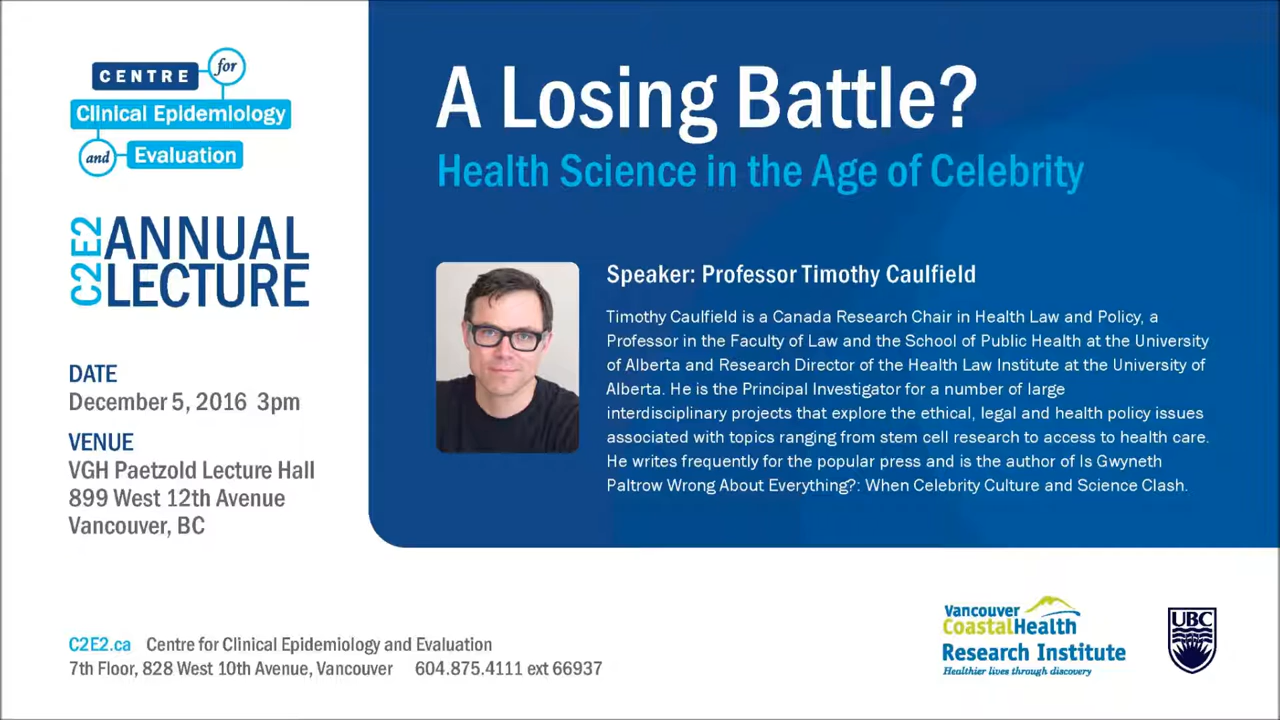 CENTRE for
Clinical Epidemiology
and Evaluation
C2E2 ANNUAL
LECTURE
DATE
December 5, 2016 3pm
VENUE
VGH Paetzold Lecture Hall
899 West 12th Avenue
Vancouver, BC
A Losing Battle?
Health Science in the Age of Celebrity
Speaker: Professor Timothy Caulfield
Timothy Caulfield is a Canada Research Chair in Health Law and Policy, a
Professor in the Faculty of Law and the School of Public Health at the University
of Alberta and Research Director of the Health Law Institute at the University of
Alberta. He is the Principal Investigator for a number of large
interdisciplinary projects that explore the ethical, legal and health policy issues
associated with topics ranging from stem cell research to access to health care.
He writes frequently for the popular press and is the author of Is Gwyneth
Paltrow Wrong About Everything?: When Celebrity Culture and Science Clash.
C2E2.ca Centre for Clinical Epidemiology and Evaluation
7th Floor, 828 West 10th Avenue, Vancouver 604.875.4111 ext 66937
Vancouver
CoastalHealth
Research Institute
Healthier lives through discovery
UBC